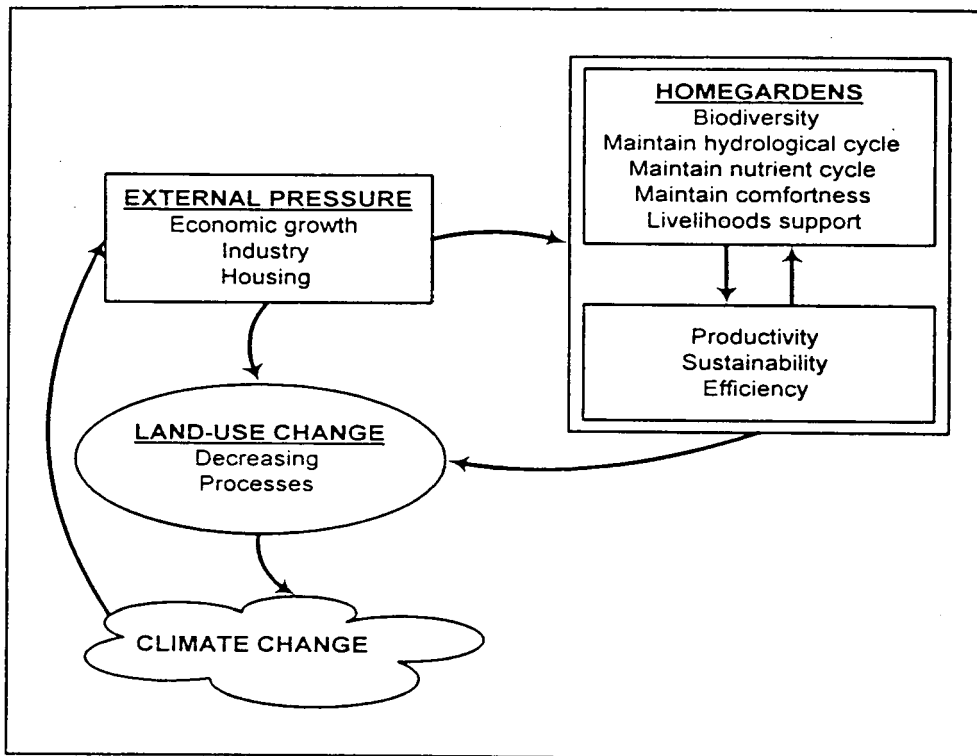 HOMEGARDENS
Biodiversity
Maintain hydrological cycle
Maintain nutrient cycle
Maintain comfortness
Livelihoods support
EXTERNAL PRESSURE
Economic growth
Industry
Housing
Productivity
Sustainability
Efficiency
LAND-USE CHANGE
Decreasing
Processes
CLIMATE CHANGE